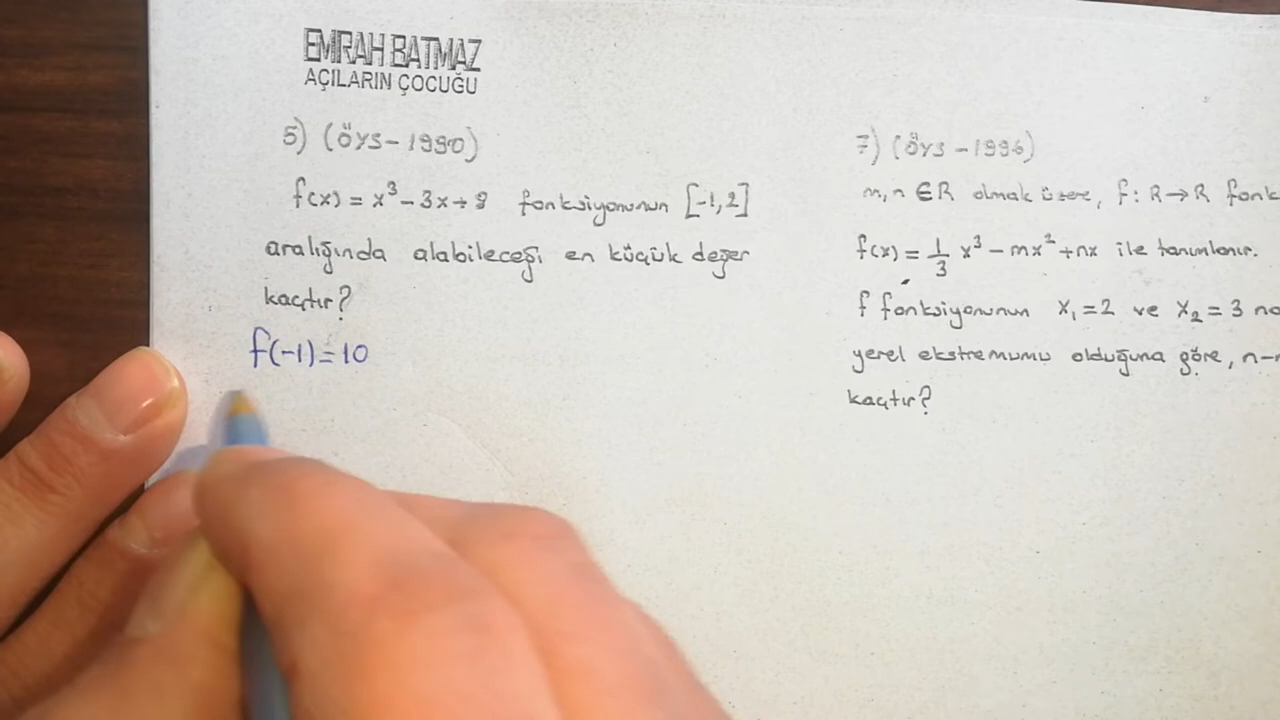 EMRAH BATMAZ
AÇILARIN ÇOCUĞU
5) (ÖYS-1990)
f(x) = x³ - 3x + 8 fonksiyonunun [-1,2]
aralığında alabileceği en küçük değer
kaçtır?
f(-1) = 10
7) (ÖYS-1996)
m, n ∈ R olmak üzere, f: R→R fonk
f(x) = 1/3 x³ - mx² + nx ile tanımlanır.
f fonksiyonunun x₁ = 2 ve x₂ = 3 no
yerel ekstremumu olduğuna göre, n-
kaçtır?